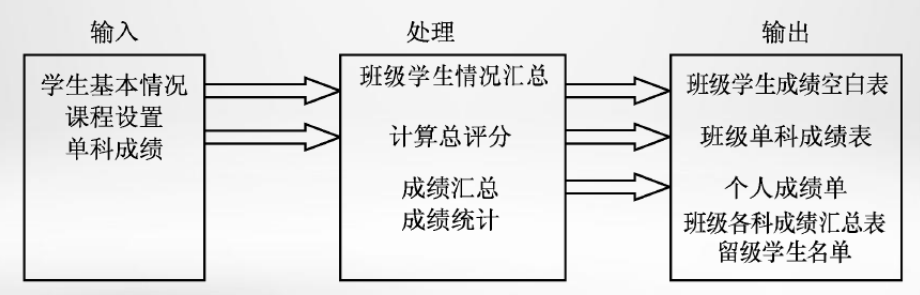 输入
学生基本情况
课程设置
单科成绩
处理
班级学生情况汇总
计算总评分
成绩汇总
成绩统计
输出
班级学生成绩空白表
班级单科成绩表
个人成绩单
班级各科成绩汇总表
留级学生名单